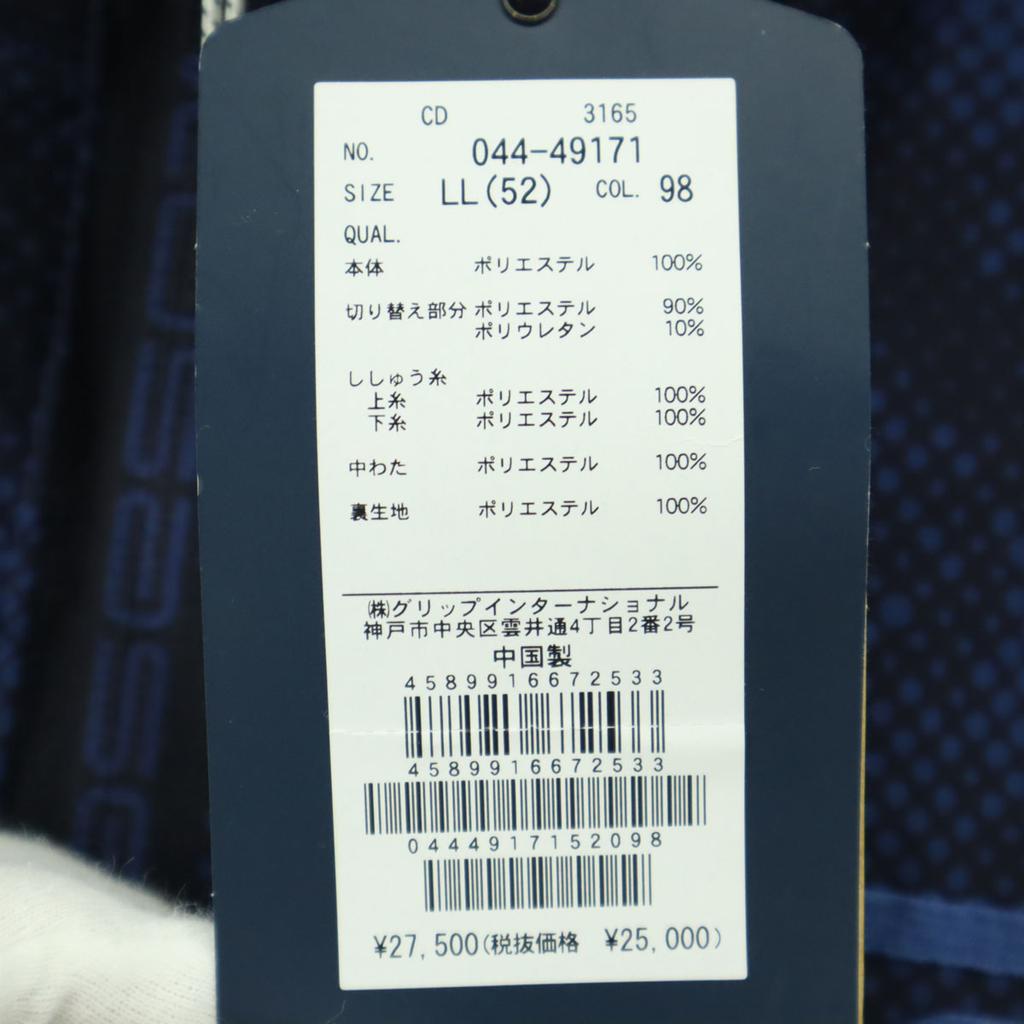 CD 3165
NO. 044-49171
SIZE LL(52) COL. 98
QUAL.
本体 ポリエステル 100%
切り替え部分 ポリエステル 90%
ポリウレタン 10%
ししゅう糸
上糸 ポリエステル 100%
下糸 ポリエステル 100%
中わた ポリエステル 100%
裏生地 ポリエステル 100%
㈱グリップインターナショナル
神戸市中央区雲井通4丁目2番2号
中国製
4589916672533
4589916672533
0444917152098
¥27,500(税抜価格 ¥25,000)